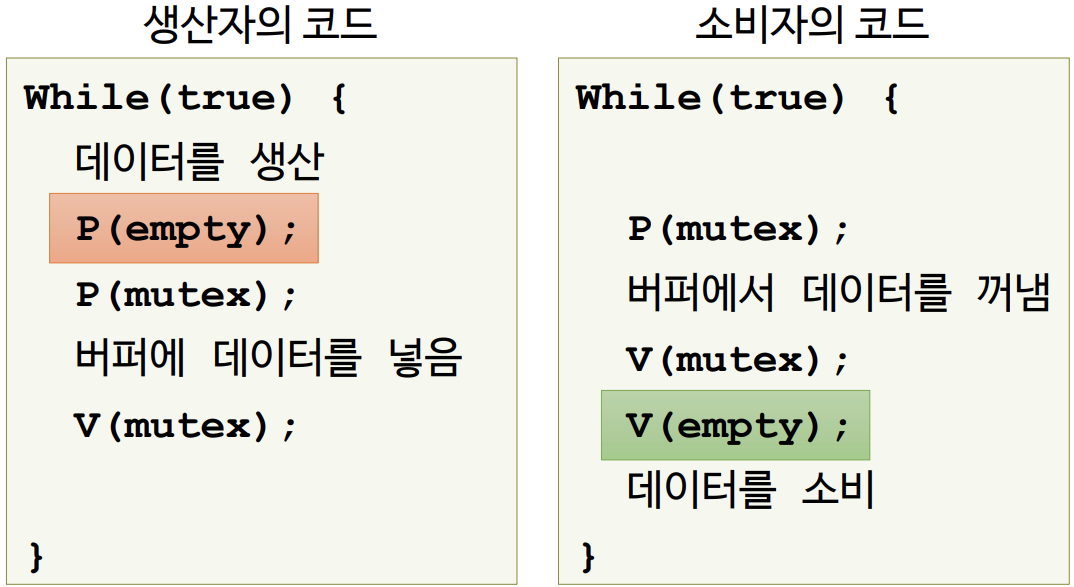 생산자의 코드
While(true) {
데이터를 생산
P(empty);
P(mutex);
버퍼에 데이터를 넣음
V(mutex);
}
소비자의 코드
While(true) {
P(mutex);
버퍼에서 데이터를 꺼냄
V(mutex);
V(empty);
데이터를 소비
}